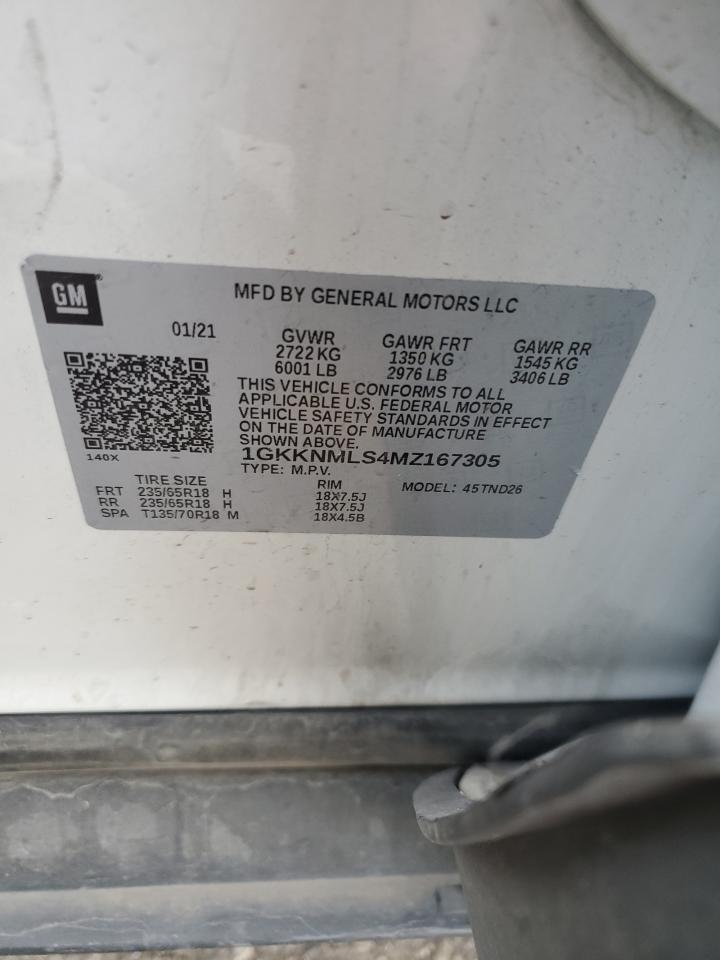 GM®
MFD BY GENERAL MOTORS LLC
01/21
GVWR
2722 KG
6001 LB
GAWR FRT
1350 KG
2976 LB
GAWR RR
1545 KG
3406 LB
THIS VEHICLE CONFORMS TO ALL
APPLICABLE U.S. FEDERAL MOTOR
VEHICLE SAFETY STANDARDS IN EFFECT
ON THE DATE OF MANUFACTURE
SHOWN ABOVE.
1GKKNMLS4MZ167305
140X
TYPE: M.P.V.
MODEL: 45TND26
TIRE SIZE RIM
FRT 235/65R18 H 18X7.5J
RR 235/65R18 H 18X7.5J
SPA T135/70R18 M 18X4.5B